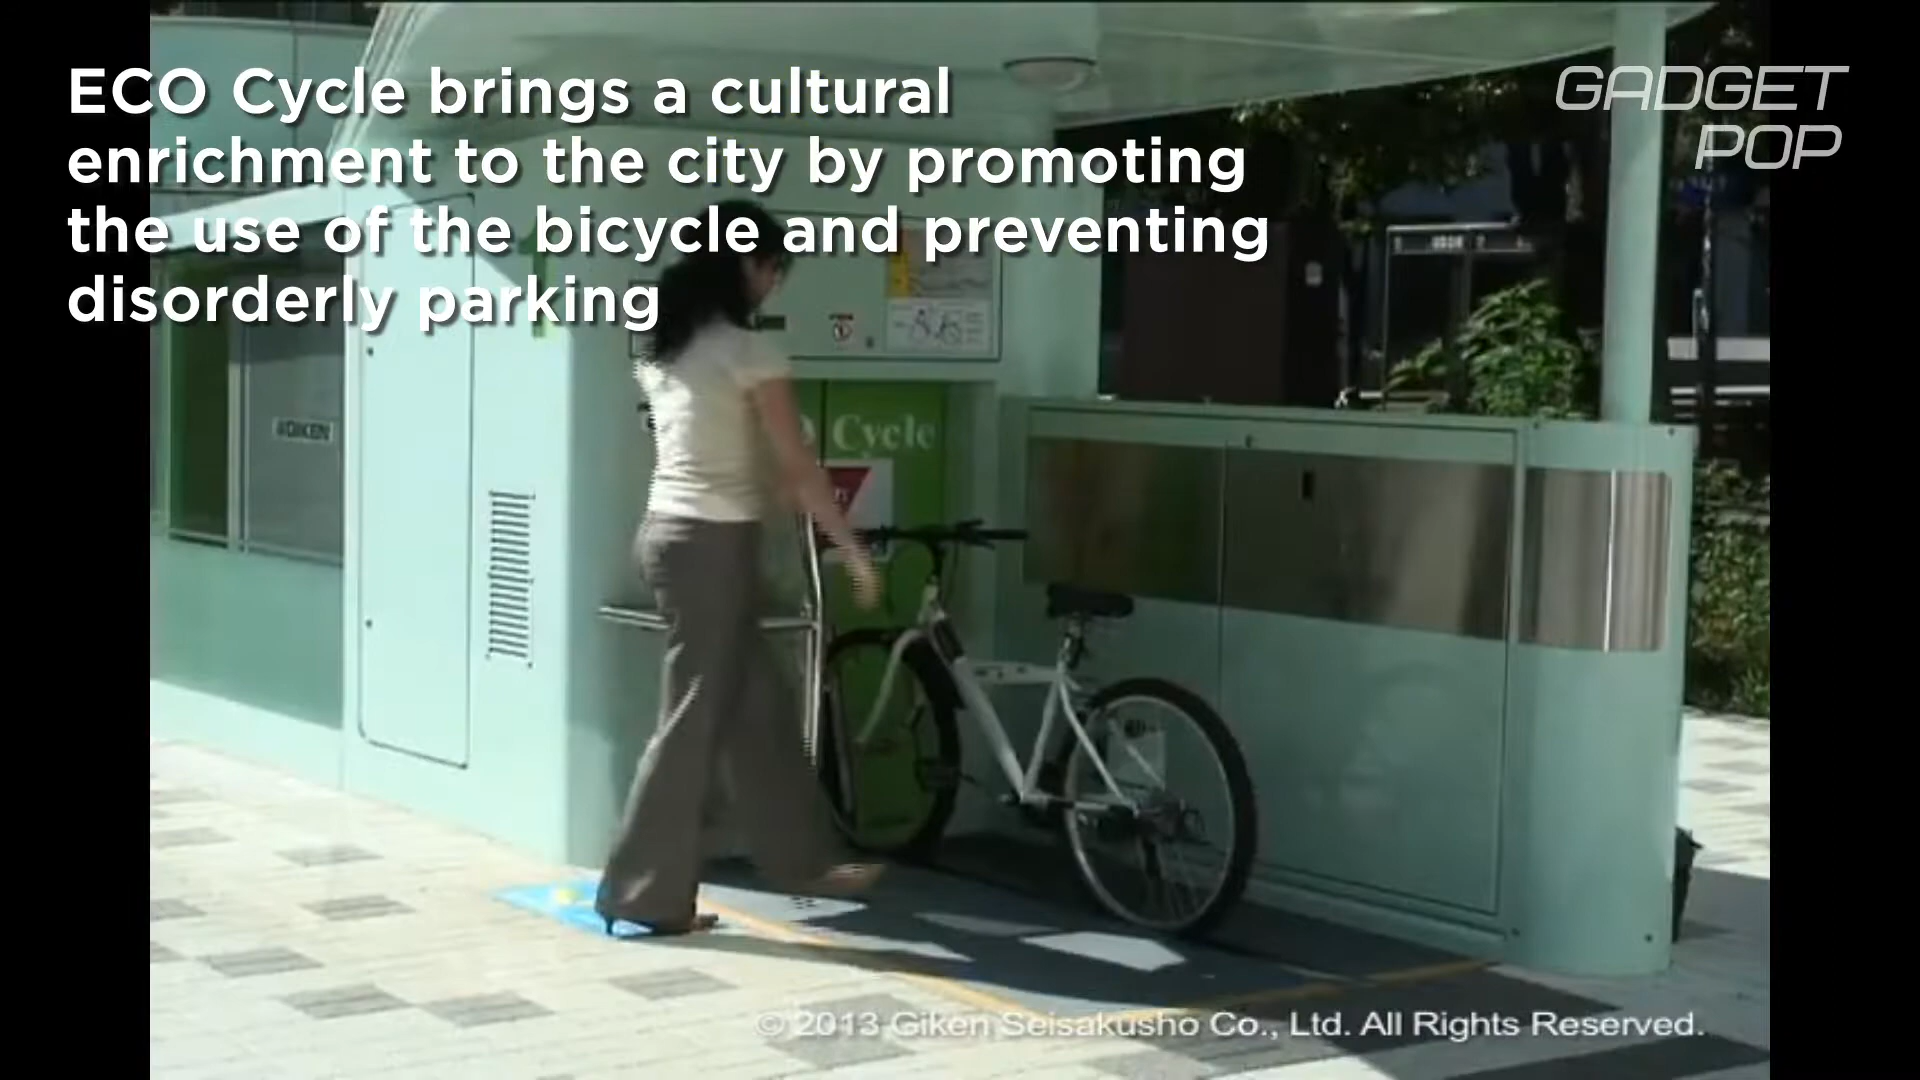 ECO Cycle brings a cultural
enrichment to the city by promoting
the use of the bicycle and preventing
disorderly parking
GADGET
POP
GIKEN
Cycle
© 2013 Giken Seisakusho Co., Ltd. All Rights Reserved.